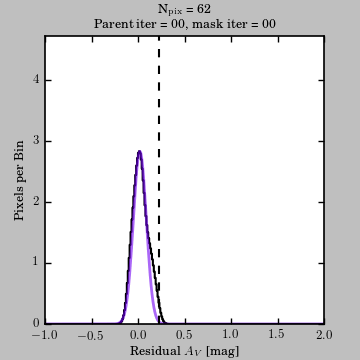 N_pix = 62
Parent iter = 00, mask iter = 00
4
3
2
1
0
Pixels per Bin
−1.0 −0.5 0.0 0.5 1.0 1.5 2.0
Residual A_V [mag]